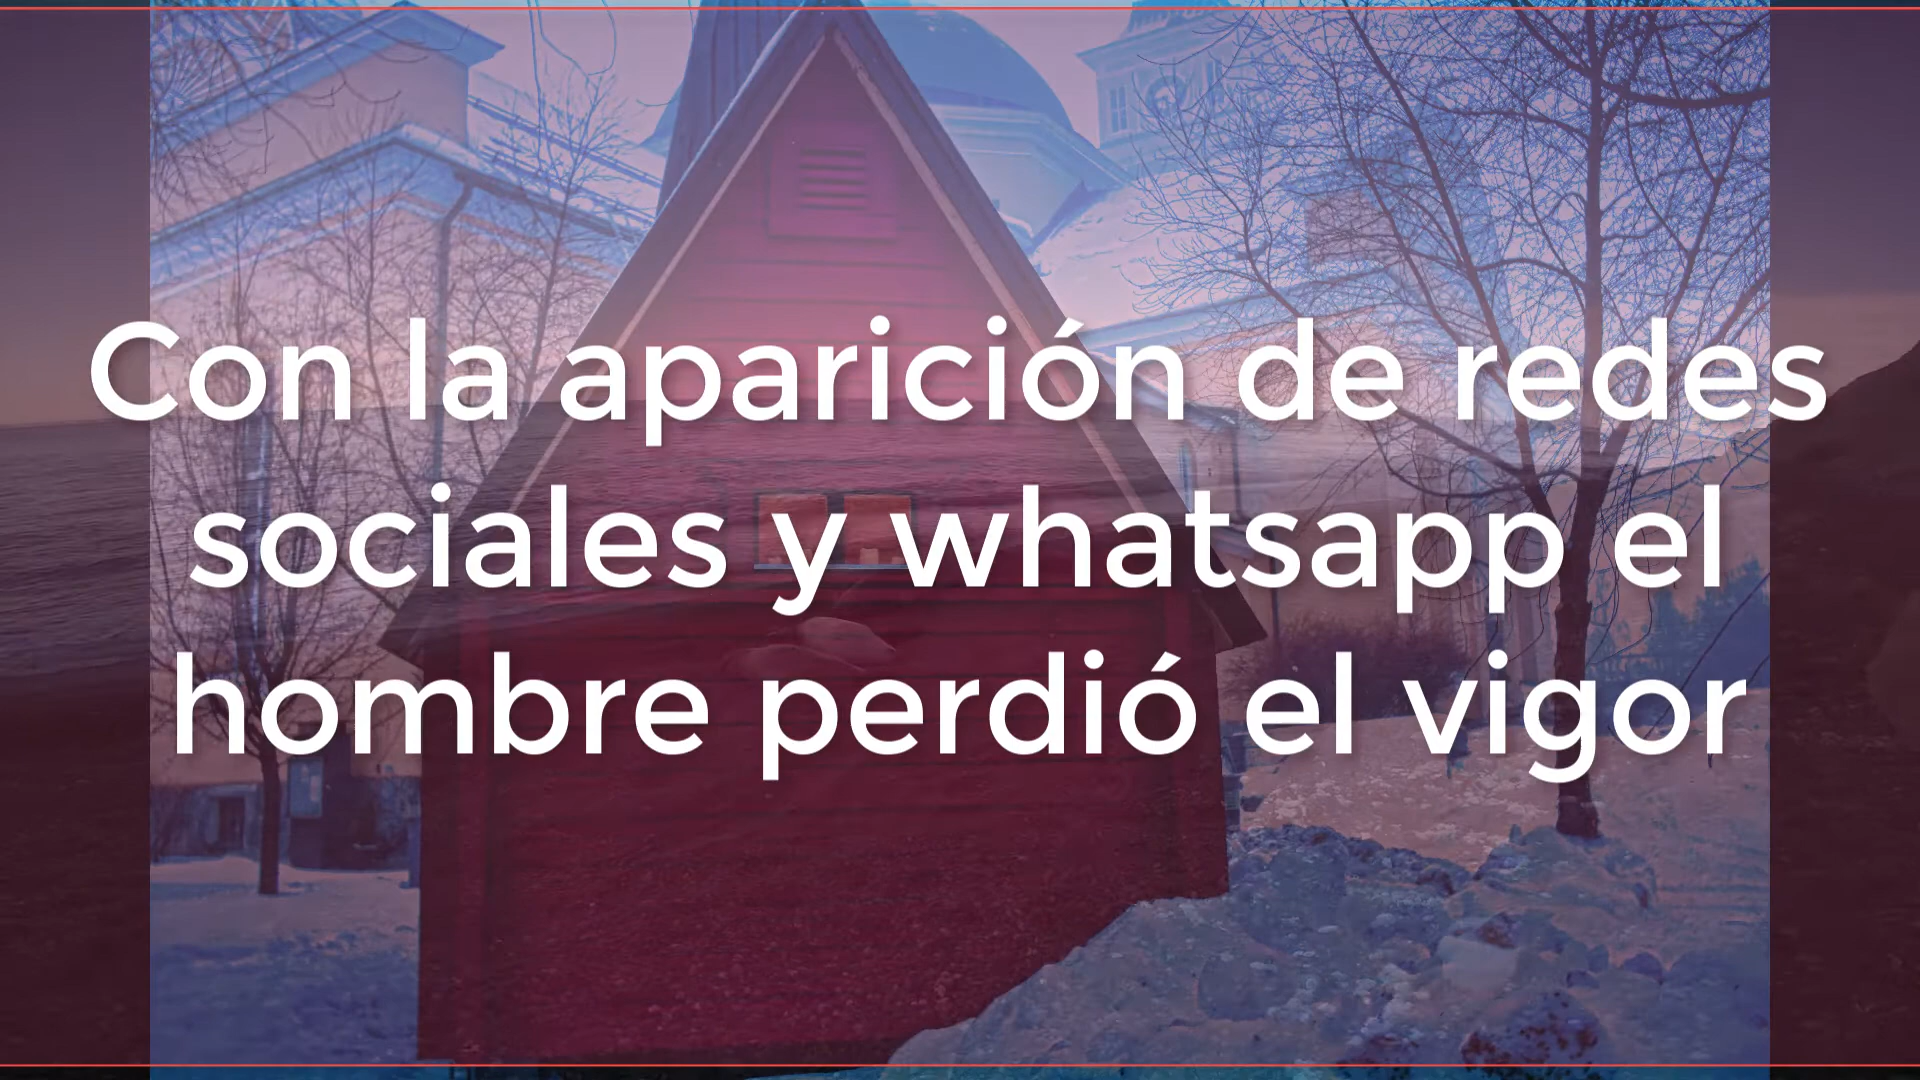 Con la aparición de redes
sociales y whatsapp el
hombre perdió el vigor